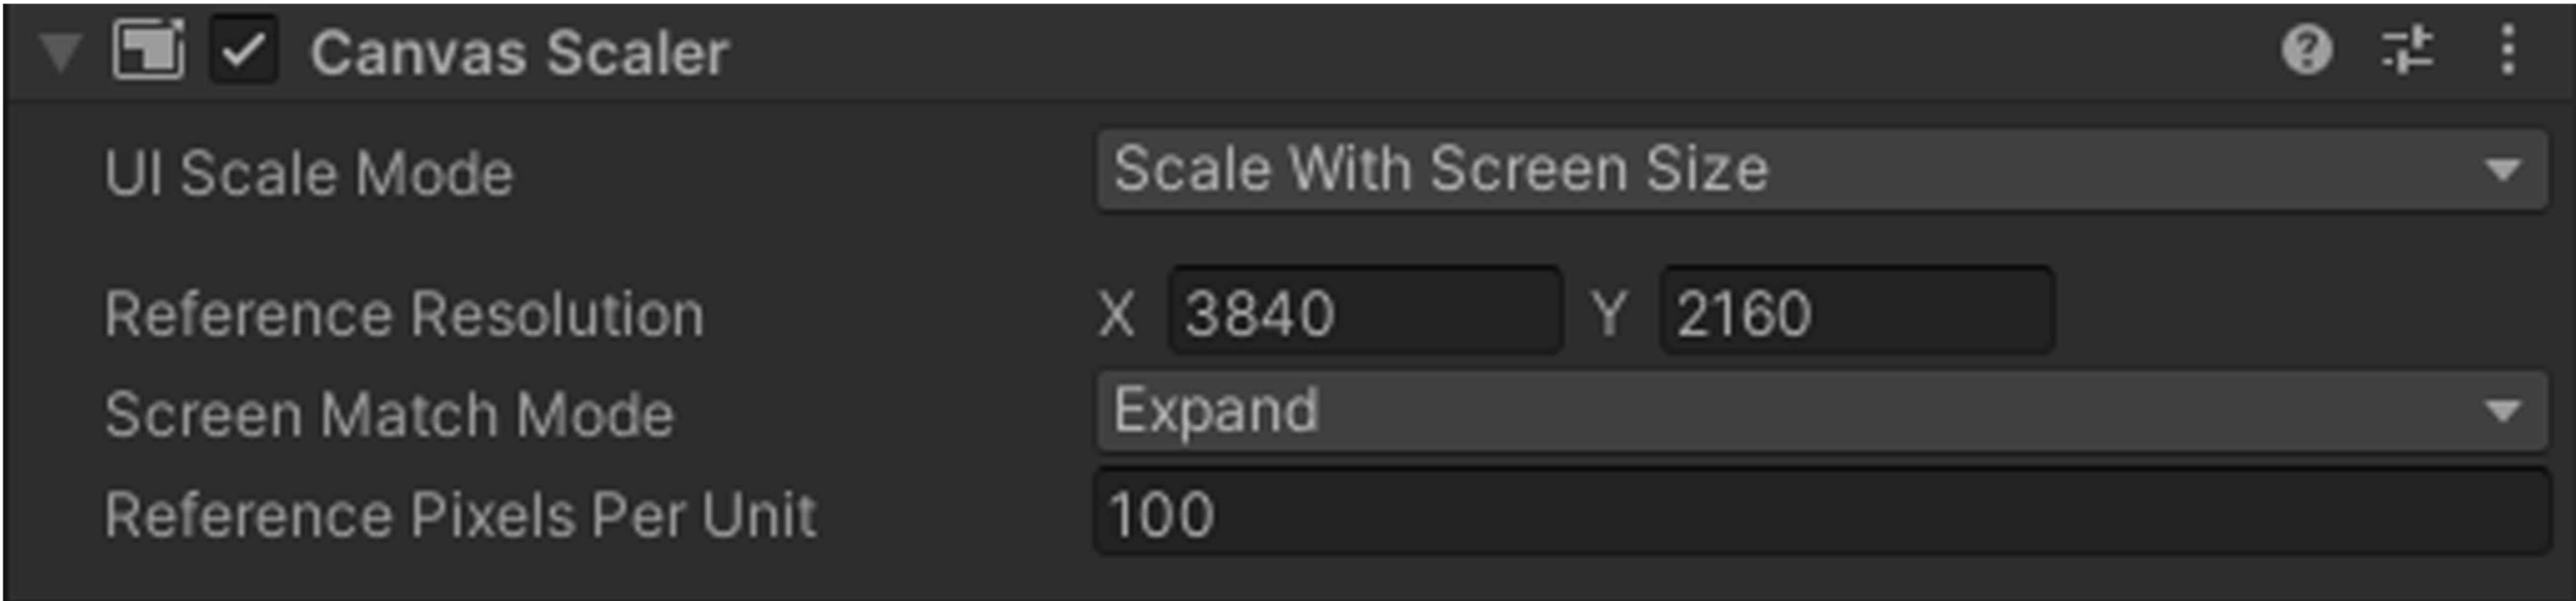 Canvas Scaler
UI Scale Mode Scale With Screen Size
Reference Resolution X 3840 Y 2160
Screen Match Mode Expand
Reference Pixels Per Unit 100